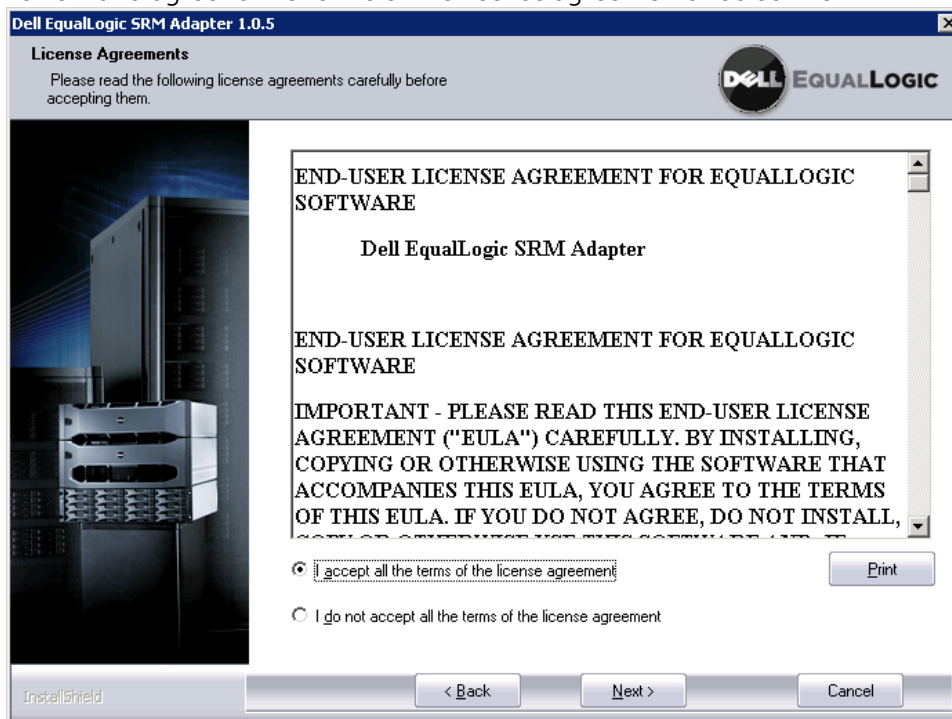 Dell EqualLogic SRM Adapter 1.0.5
License Agreements
Please read the following license agreements carefully before
accepting them.
DELL EQUALLOGIC
END-USER LICENSE AGREEMENT FOR EQUALLOGIC
SOFTWARE
Dell EqualLogic SRM Adapter
END-USER LICENSE AGREEMENT FOR EQUALLOGIC
SOFTWARE
IMPORTANT - PLEASE READ THIS END-USER LICENSE
AGREEMENT ("EULA") CAREFULLY. BY INSTALLING,
COPYING OR OTHERWISE USING THE SOFTWARE THAT
ACCOMPANIES THIS EULA, YOU AGREE TO THE TERMS
OF THIS EULA. IF YOU DO NOT AGREE, DO NOT INSTALL,
I accept all the terms of the license agreement
Print
I do not accept all the terms of the license agreement
InstallShield
< Back
Next >
Cancel